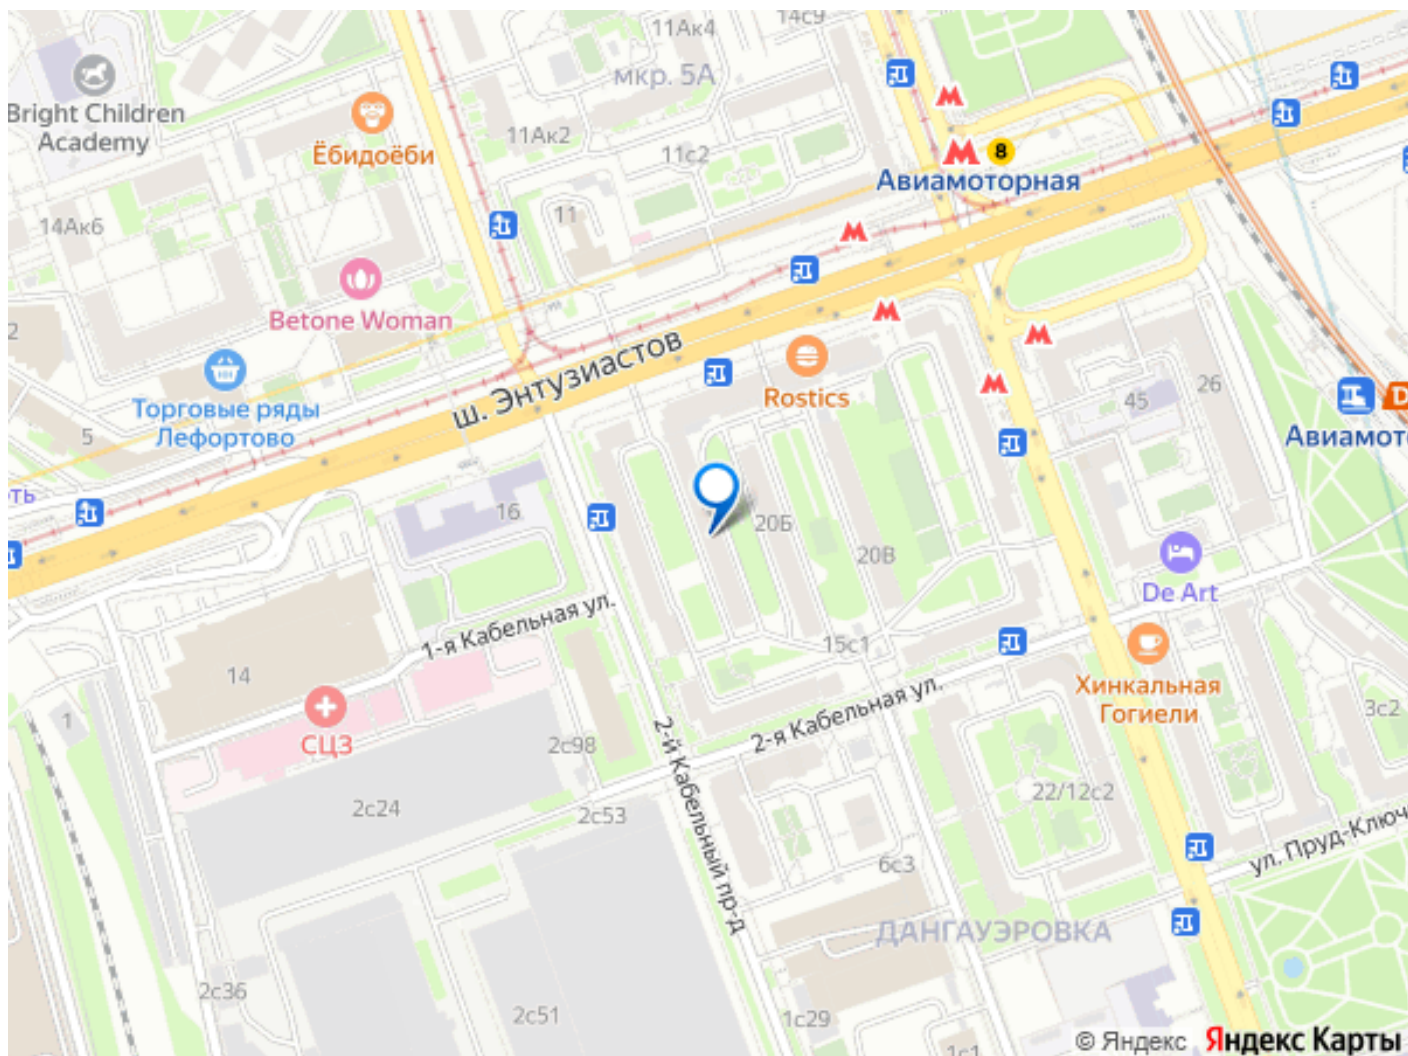 14с9
11Ак4
мкр. 5А
Bright Children
Academy
Ёбидоёби
11Ак2
11с2
8
Авиамоторная
14Ак6
11
Betone Woman
2
ш. Энтузиастов
Rostics
26
45
Торговые ряды
Лефортово
5
D
Авиамот
ть
16
20Б
20В
De Art
1-я Кабельная ул.
15с1
14
Хинкальная
Гогиели
2-я Кабельная ул.
3с2
1
СЦЗ
2с98
2-й Кабельный пр-д
22/12с2
2с24
2с53
ул. Пруд-Ключ
6с3
ДАНГАУЭРОВКА
2с36
2с51
1с29
1с1
© Яндекс Яндекс Карты